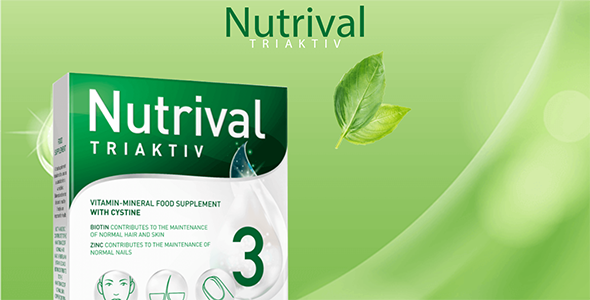 Nutrival
TRIAKTIV
Nutrival
TRIAKTIV
VITAMIN-MINERAL FOOD SUPPLEMENT
WITH CYSTINE
BIOTIN CONTRIBUTES TO THE MAINTENANCE
OF NORMAL HAIR AND SKIN
ZINC CONTRIBUTES TO THE MAINTENANCE OF
NORMAL NAILS
3